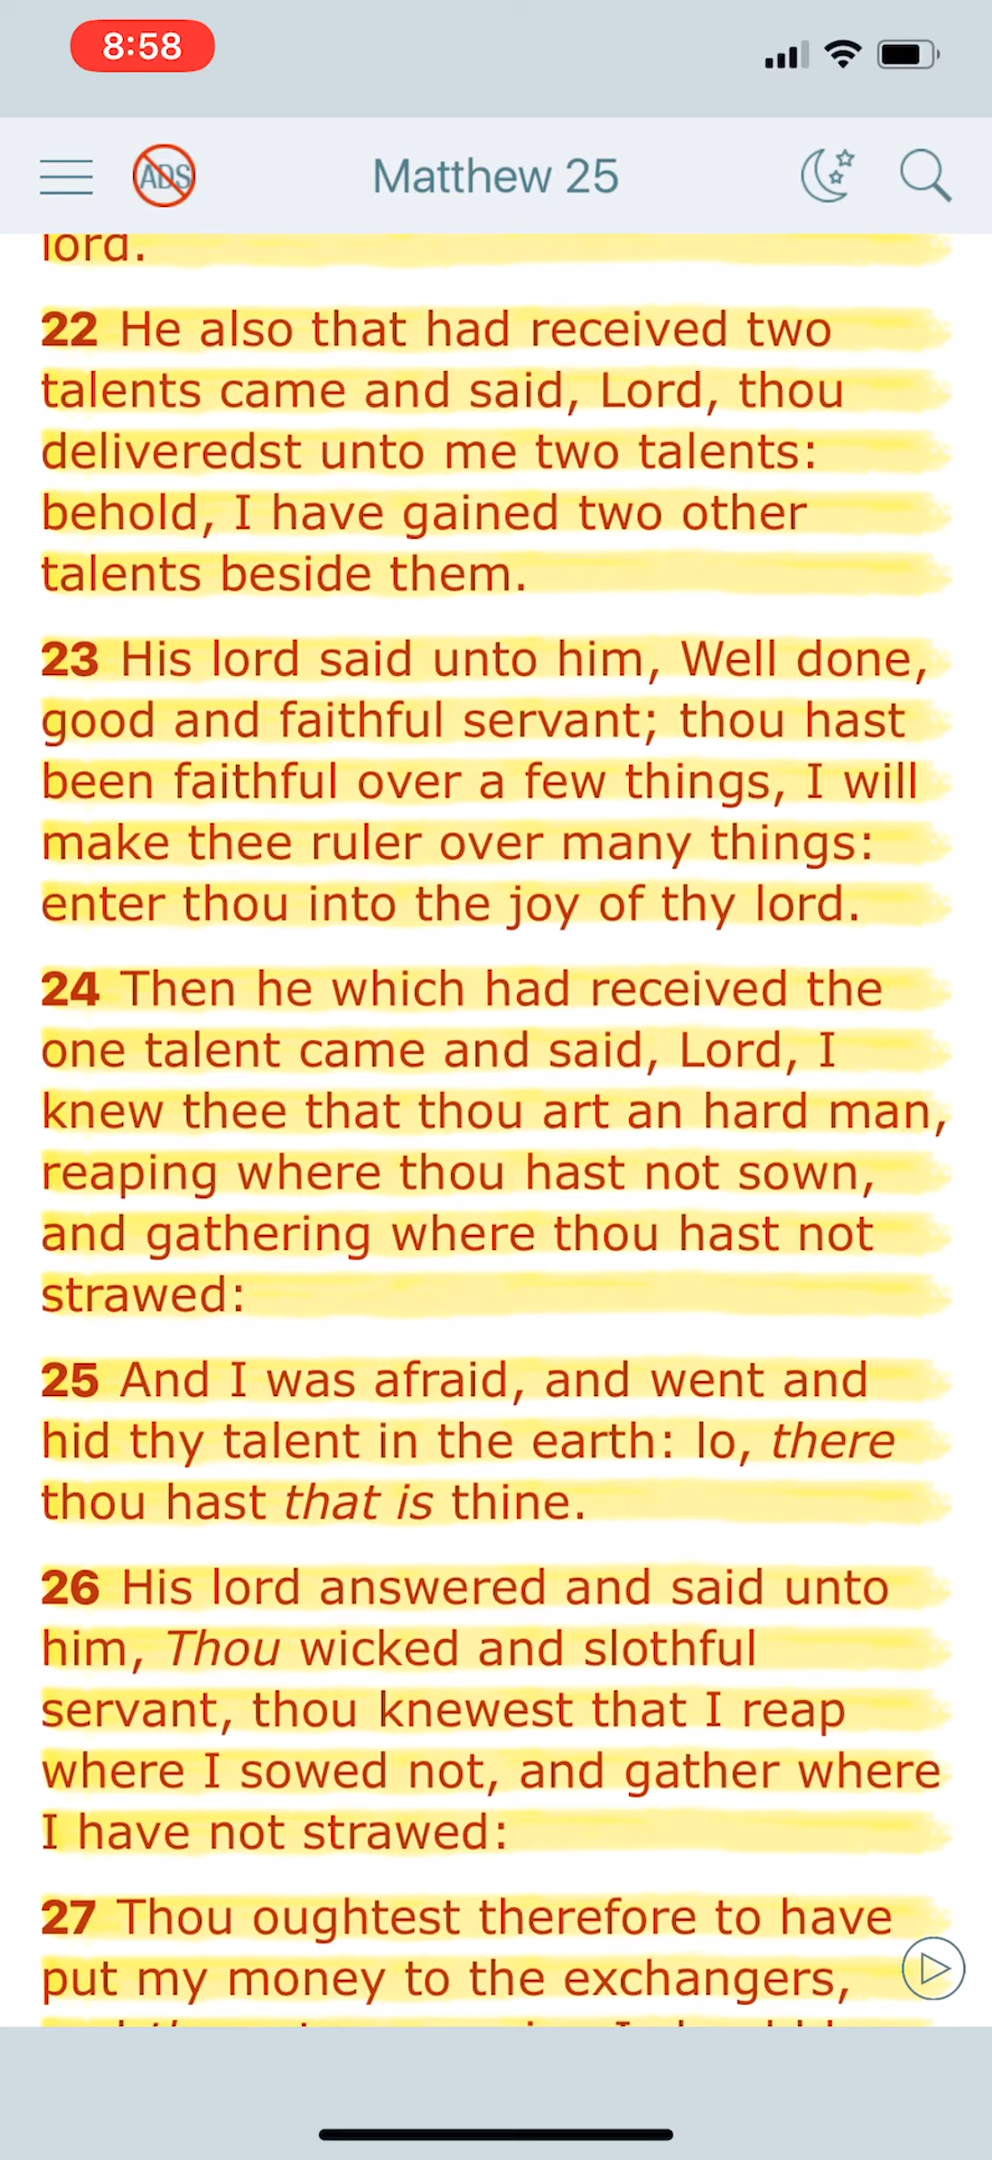 8:58
ADS
Matthew 25
lord.
22 He also that had received two
talents came and said, Lord, thou
deliveredst unto me two talents:
behold, I have gained two other
talents beside them.
23 His lord said unto him, Well done,
good and faithful servant; thou hast
been faithful over a few things, I will
make thee ruler over many things:
enter thou into the joy of thy lord.
24 Then he which had received the
one talent came and said, Lord, I
knew thee that thou art an hard man,
reaping where thou hast not sown,
and gathering where thou hast not
strawed:
25 And I was afraid, and went and
hid thy talent in the earth: lo, there
thou hast that is thine.
26 His lord answered and said unto
him, Thou wicked and slothful
servant, thou knewest that I reap
where I sowed not, and gather where
I have not strawed:
27 Thou oughtest therefore to have
put my money to the exchangers,